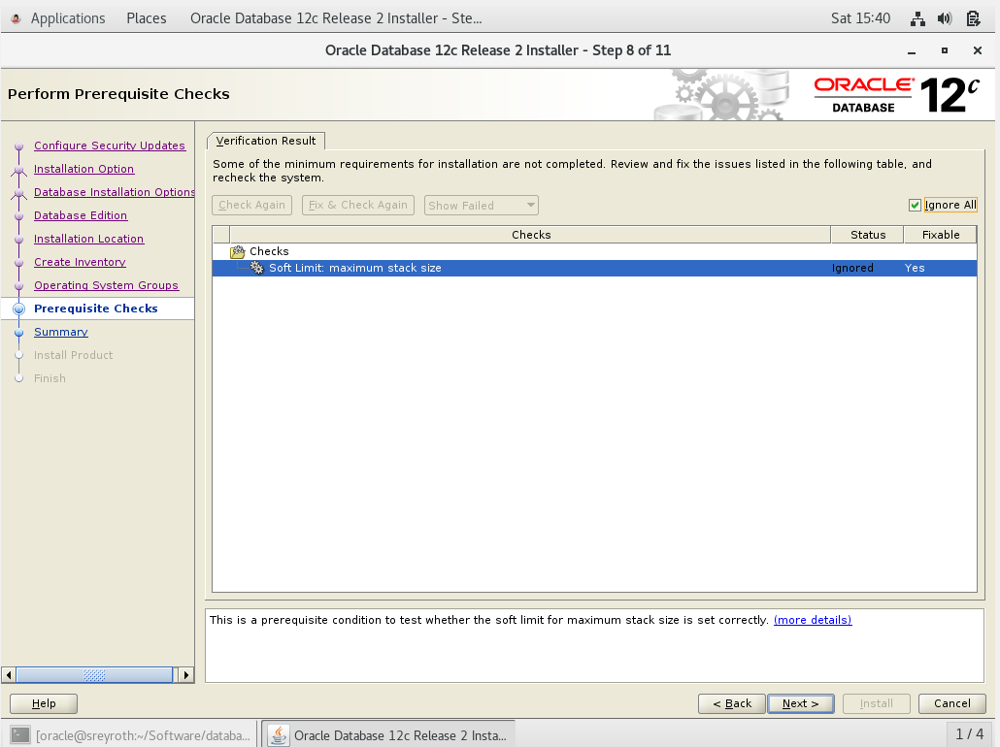 Applications Places Oracle Database 12c Release 2 Installer - Ste... Sat 15:40
Oracle Database 12c Release 2 Installer - Step 8 of 11
Perform Prerequisite Checks
ORACLE
DATABASE
12c
Configure Security Updates
Installation Option
Database Installation Options
Database Edition
Installation Location
Create Inventory
Operating System Groups
Prerequisite Checks
Summary
Install Product
Finish
Verification Result
Some of the minimum requirements for installation are not completed. Review and fix the issues listed in the following table, and
recheck the system.
Check Again Fix & Check Again Show Failed Ignore All
Checks Status Fixable
Checks
Soft Limit: maximum stack size Ignored Yes
This is a prerequisite condition to test whether the soft limit for maximum stack size is set correctly. (more details)
Help < Back Next > Install Cancel
[oracle@sreyroth:~/Software/databa... Oracle Database 12c Release 2 Insta... 1 / 4